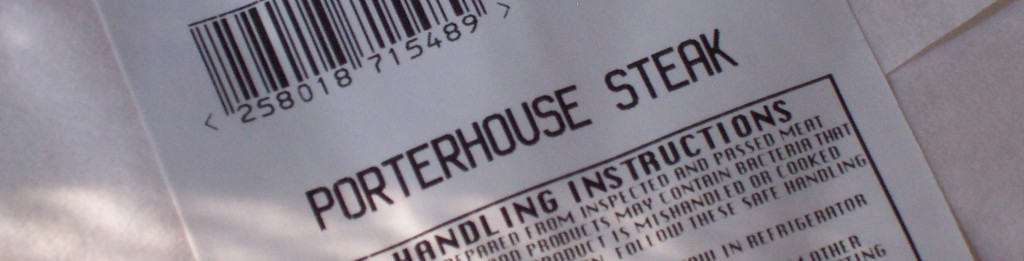 < 258018 715489 >
PORTERHOUSE STEAK
HANDLING INSTRUCTIONS
FROM INSPECTED AND PASSED MEAT
PRODUCTS MAY CONTAIN BACTERIA THAT
PRODUCT IS MISHANDLED OR COOKED
FOLLOW THESE SAFE HANDLING
IN REFRIGERATOR